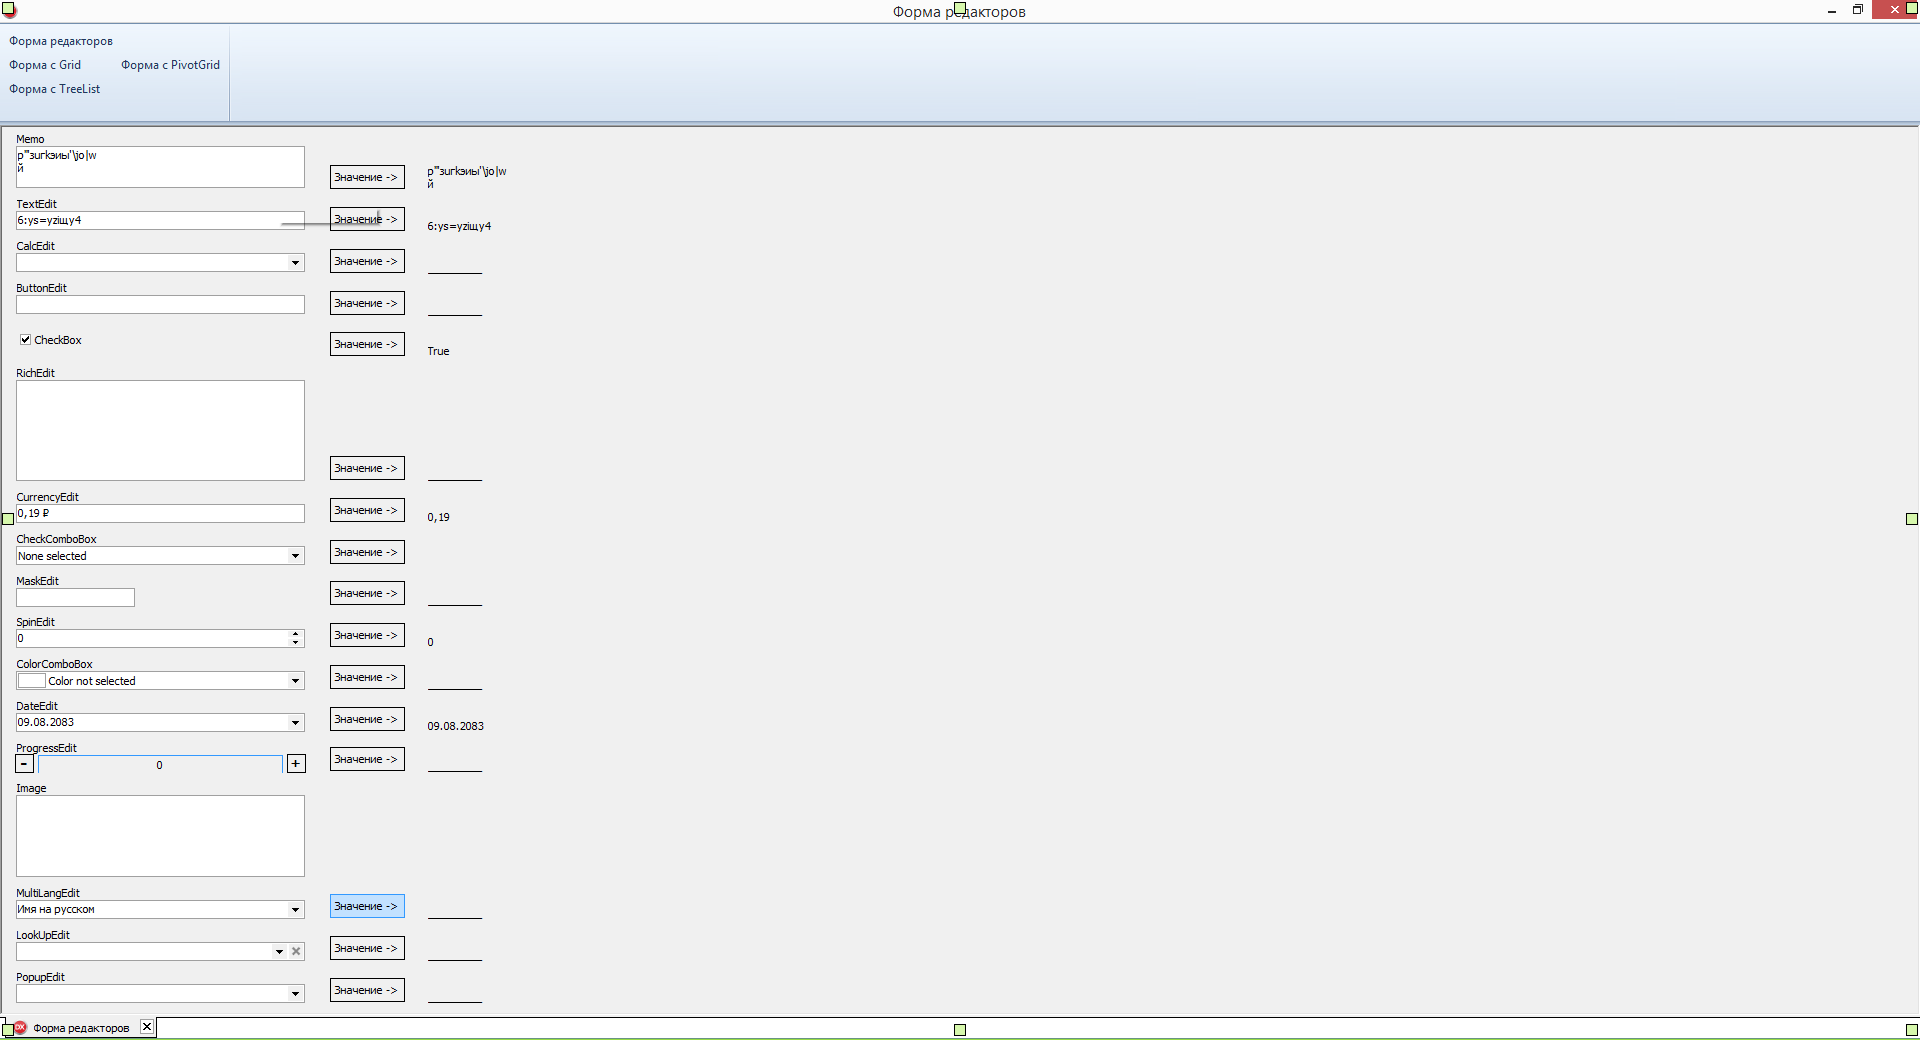 Форма редакторов
Форма редакторов
Форма с Grid Форма с PivotGrid
Форма с TreeList
Memo
р"'зurkэиы'\jo|w
й
Значение ->
р"'зurkэиы'\jo|w
й
TextEdit
6:ys=yziщy4
Значение ->
6:ys=yziщy4
CalcEdit
Значение ->
ButtonEdit
Значение ->
CheckBox
Значение ->
True
RichEdit
Значение ->
CurrencyEdit
0,19 ₽
Значение ->
0,19
CheckComboBox
None selected
Значение ->
MaskEdit
Значение ->
SpinEdit
0
Значение ->
0
ColorComboBox
Color not selected
Значение ->
DateEdit
09.08.2083
Значение ->
09.08.2083
ProgressEdit
- 0 +
Значение ->
Image
MultiLangEdit
Имя на русском
Значение ->
LookUpEdit
Значение ->
PopupEdit
Значение ->
Форма редакторов